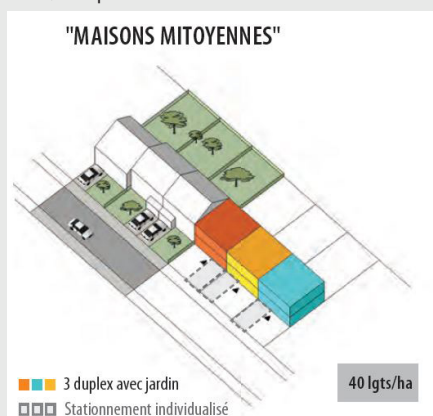 "MAISONS MITOYENNES"
3 duplex avec jardin
40 lgts/ha
Stationnement individualisé